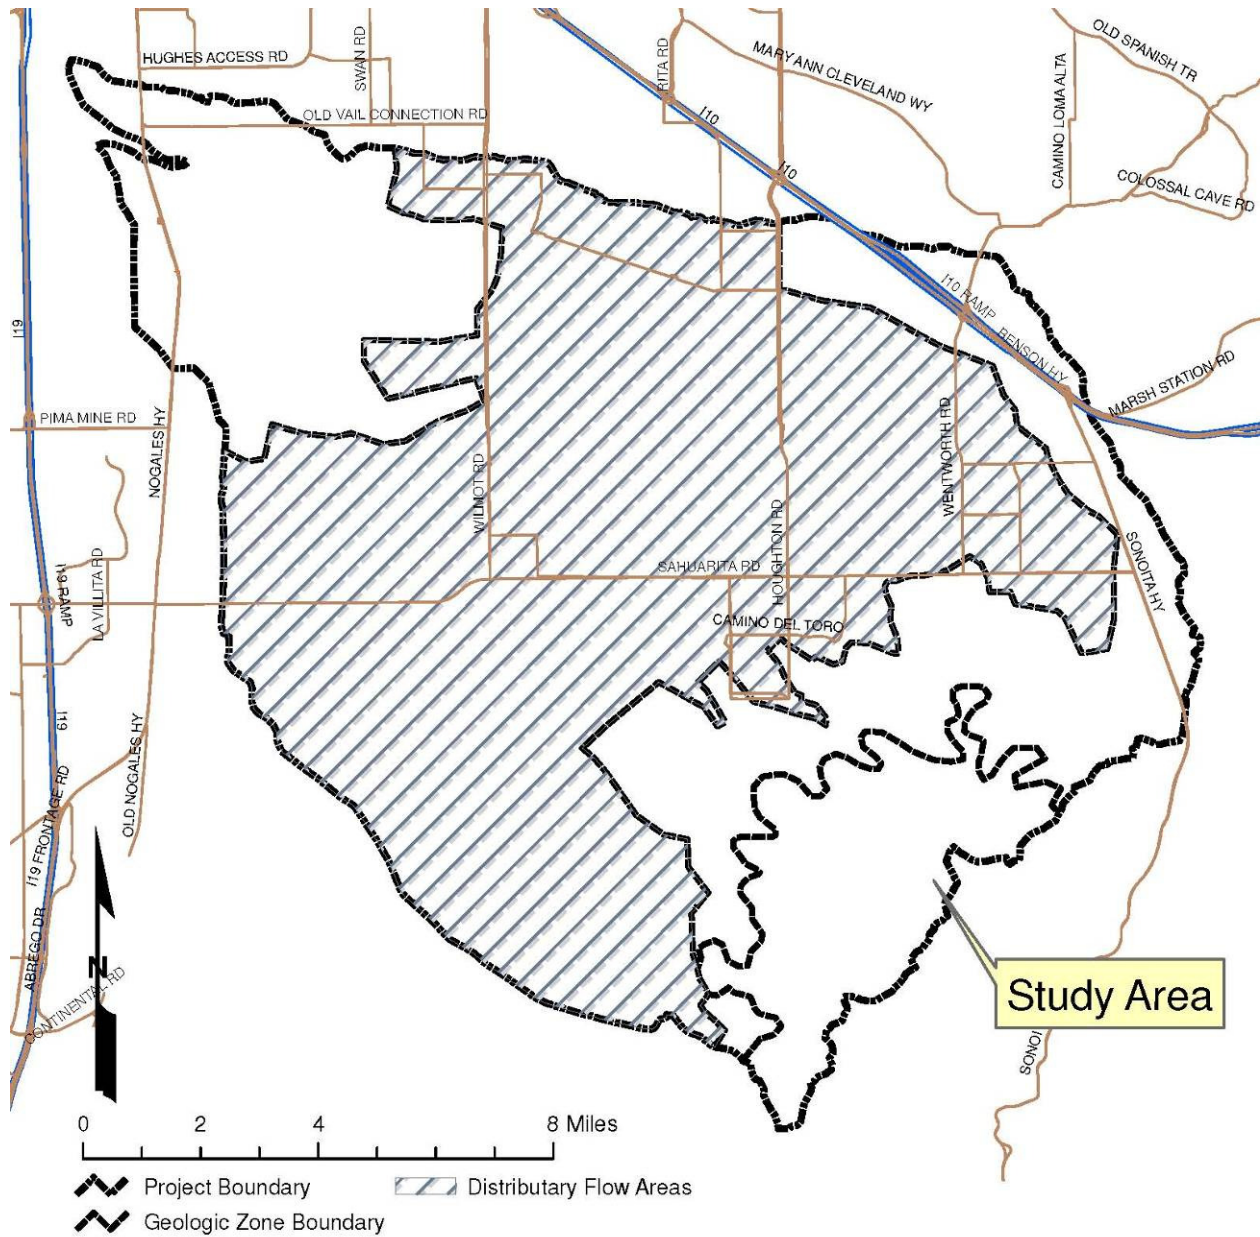 HUGHES ACCESS RD
SWAN RD
RITA RD
MARY ANN CLEVELAND WY
OLD SPANISH TR
CAMINO LOMA ALTA
OLD VAIL CONNECTION RD
I10
I10
COLOSSAL CAVE RD
I10 RAMP
BENSON HY
MARSH STATION RD
I19
PIMA MINE RD
NOGALES HY
WILMOT RD
HOUGHTON RD
WENTWORTH RD
SONOITA HY
SAHUARITA RD
I19 RAMP
LA VILLITA RD
CAMINO DEL TORO
I19
OLD NOGALES HY
I19 FRONTAGE RD
ABREGO DR
N
CONTINENTAL RD
Study Area
SONOI
0 2 4 8 Miles
Project Boundary Distributary Flow Areas
Geologic Zone Boundary